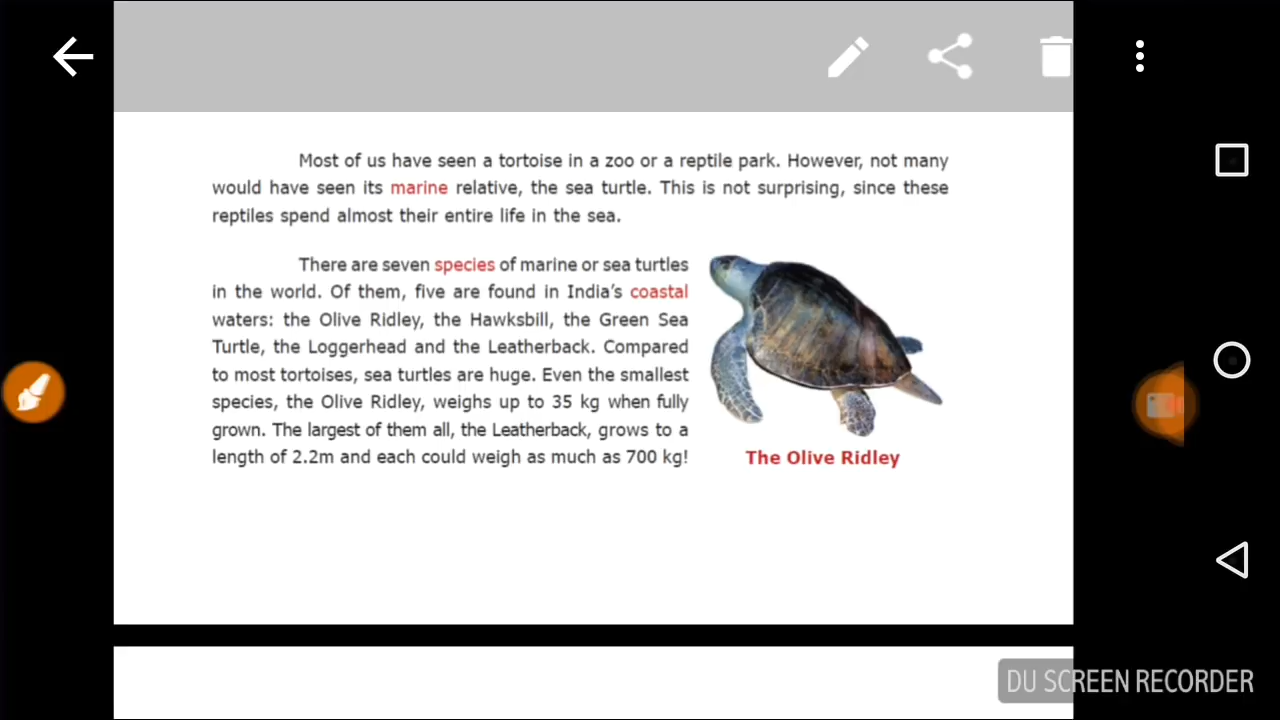 Most of us have seen a tortoise in a zoo or a reptile park. However, not many
would have seen its marine relative, the sea turtle. This is not surprising, since these
reptiles spend almost their entire life in the sea.
There are seven species of marine or sea turtles
in the world. Of them, five are found in India's coastal
waters: the Olive Ridley, the Hawksbill, the Green Sea
Turtle, the Loggerhead and the Leatherback. Compared
to most tortoises, sea turtles are huge. Even the smallest
species, the Olive Ridley, weighs up to 35 kg when fully
grown. The largest of them all, the Leatherback, grows to a
length of 2.2m and each could weigh as much as 700 kg!
The Olive Ridley
DU SCREEN RECORDER